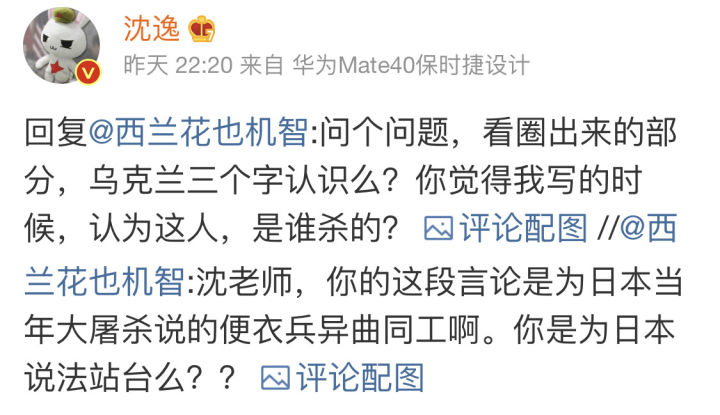 沈逸
昨天 22:20 来自 华为Mate40保时捷设计
回复@西兰花也机智:问个问题，看圈出来的部
分，乌克兰三个字认识么？你觉得我写的时
候，认为这人，是谁杀的？ 评论配图 //@西
兰花也机智:沈老师，你的这段言论是为日本当
年大屠杀说的便衣兵异曲同工啊。你是为日本
说法站台么？？ 评论配图